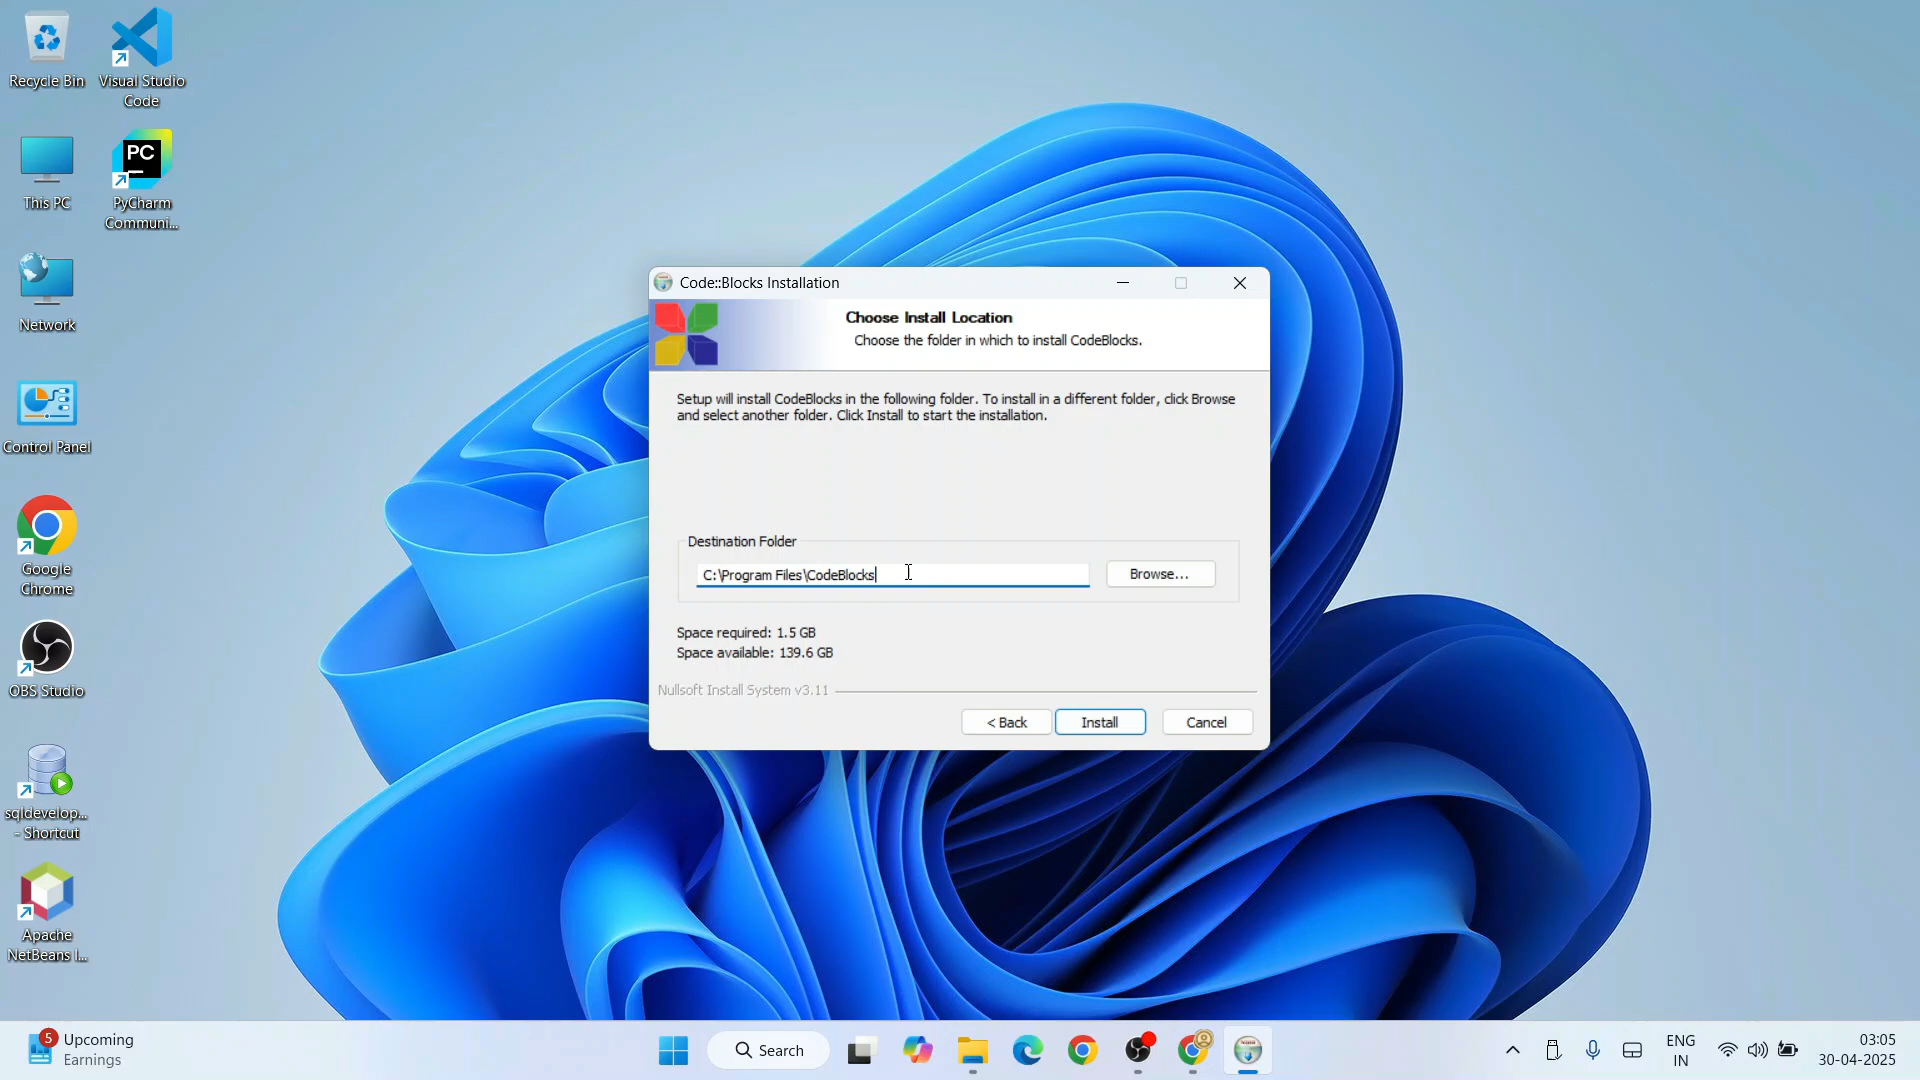 Recycle Bin
Visual Studio
Code
This PC
PC
PyCharm
Communi...
Network
Control Panel
Google
Chrome
OBS Studio
sqldevelop...
- Shortcut
Apache
NetBeans I...
Code::Blocks Installation
Choose Install Location
Choose the folder in which to install CodeBlocks.
Setup will install CodeBlocks in the following folder. To install in a different folder, click Browse
and select another folder. Click Install to start the installation.
Destination Folder
C:\Program Files\CodeBlocks
Browse...
Space required: 1.5 GB
Space available: 139.6 GB
Nullsoft Install System v3.11
< Back
Install
Cancel
5
Upcoming
Earnings
Search
ENG
IN
03:05
30-04-2025